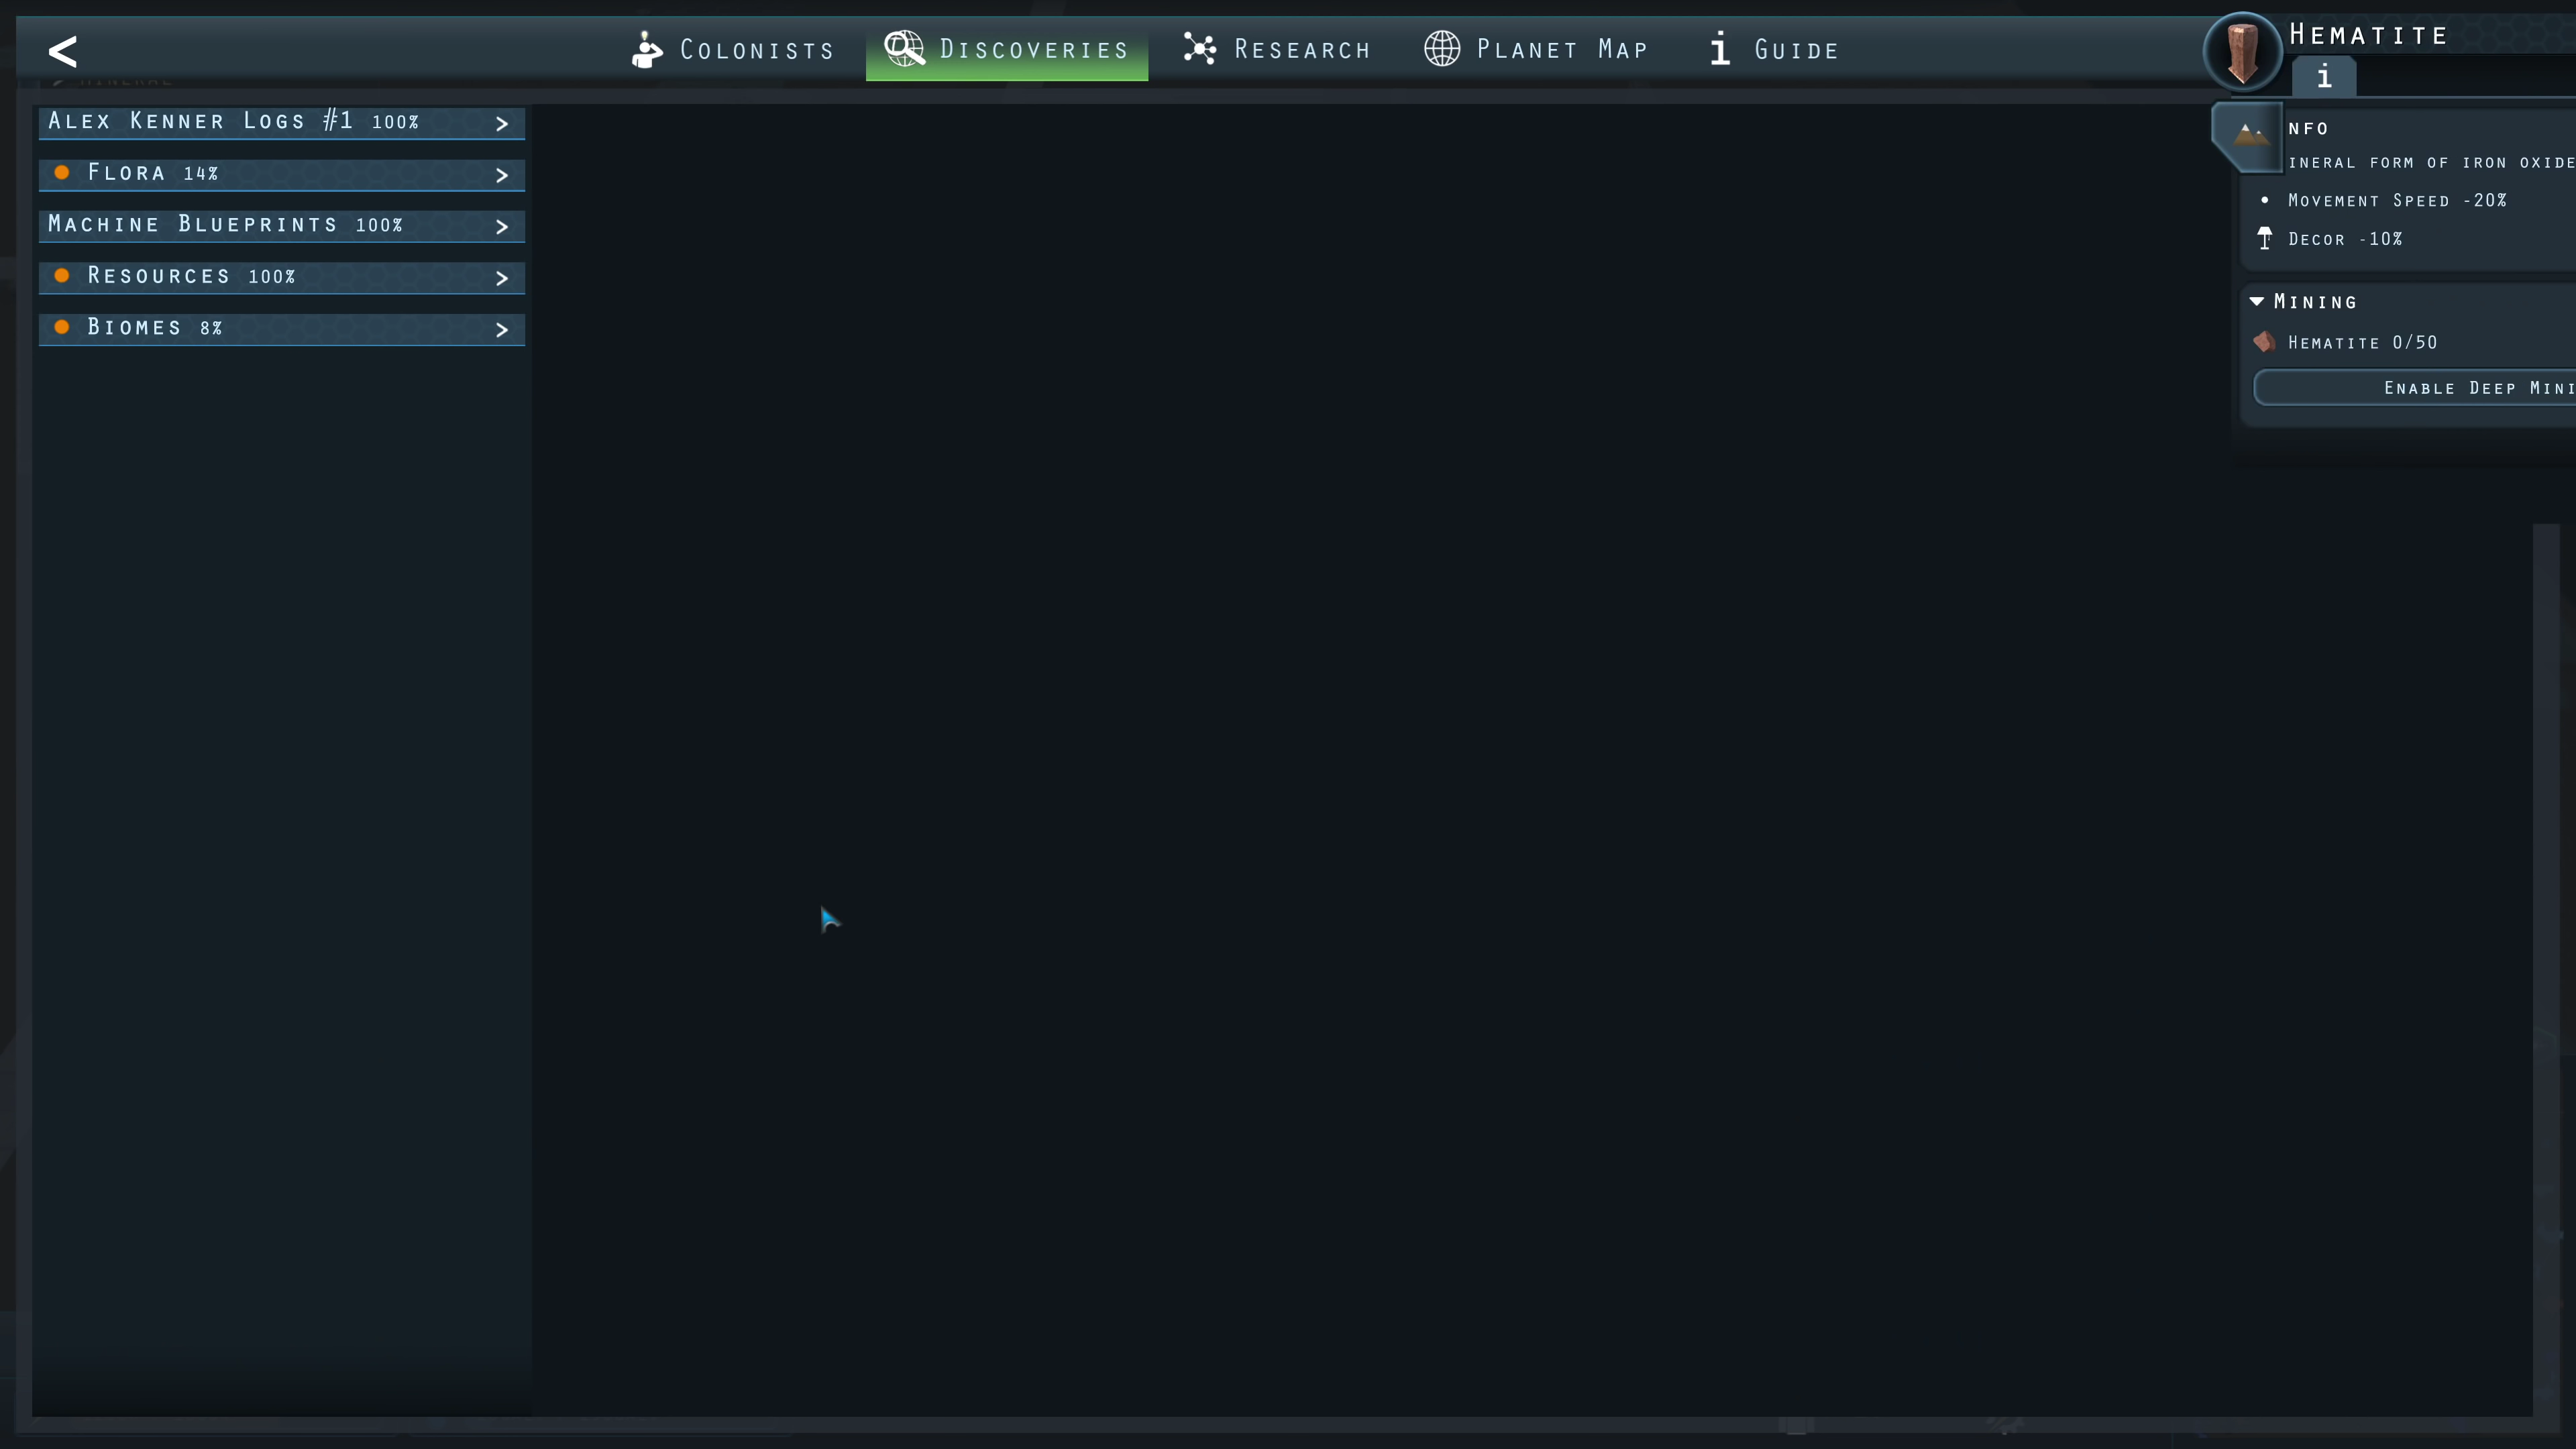 <
Colonists
Discoveries
Research
Planet Map
i Guide
Hematite
i
Mineral
Alex Kenner Logs #1 100% >
Flora 14% >
Machine Blueprints 100% >
Resources 100% >
Biomes 8% >
nfo
ineral form of iron oxide
Movement Speed -20%
Decor -10%
Mining
Hematite 0/50
Enable Deep Mini